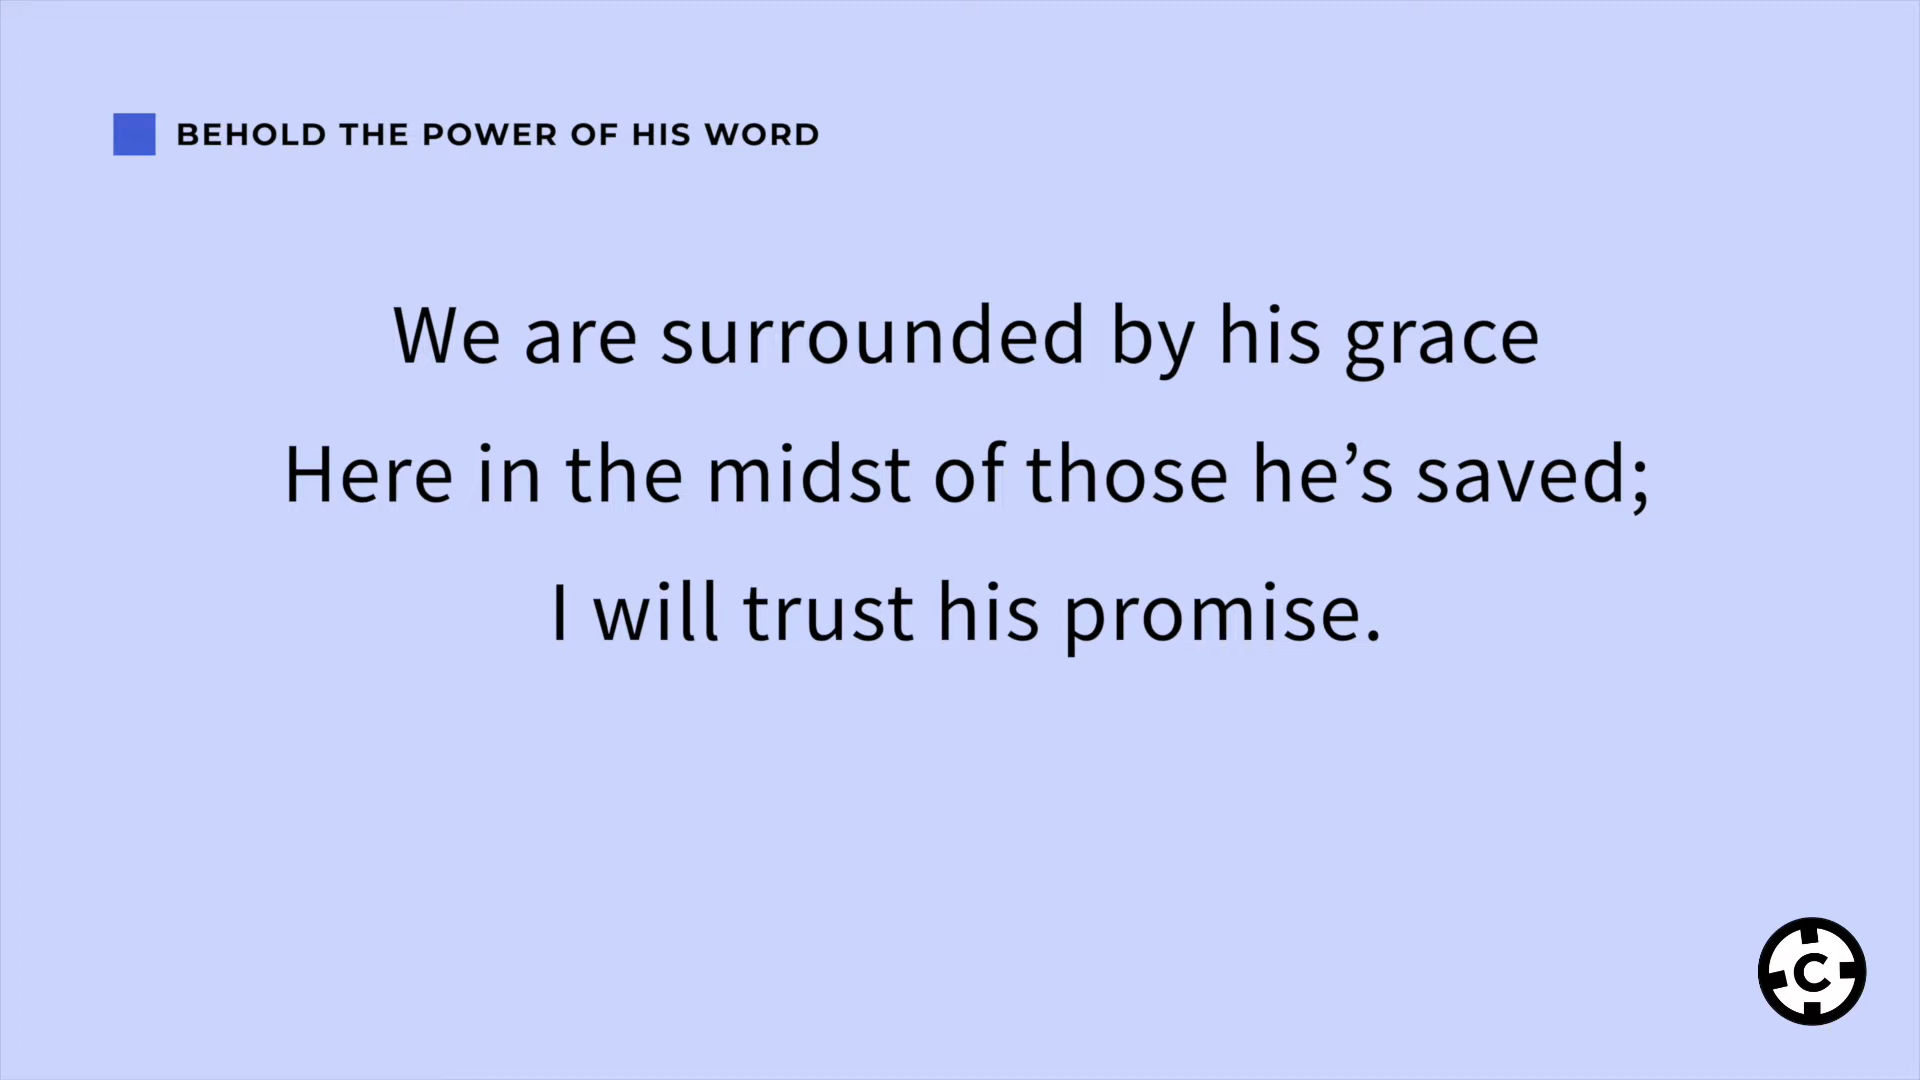 BEHOLD THE POWER OF HIS WORD
We are surrounded by his grace
Here in the midst of those he’s saved;
I will trust his promise.
C